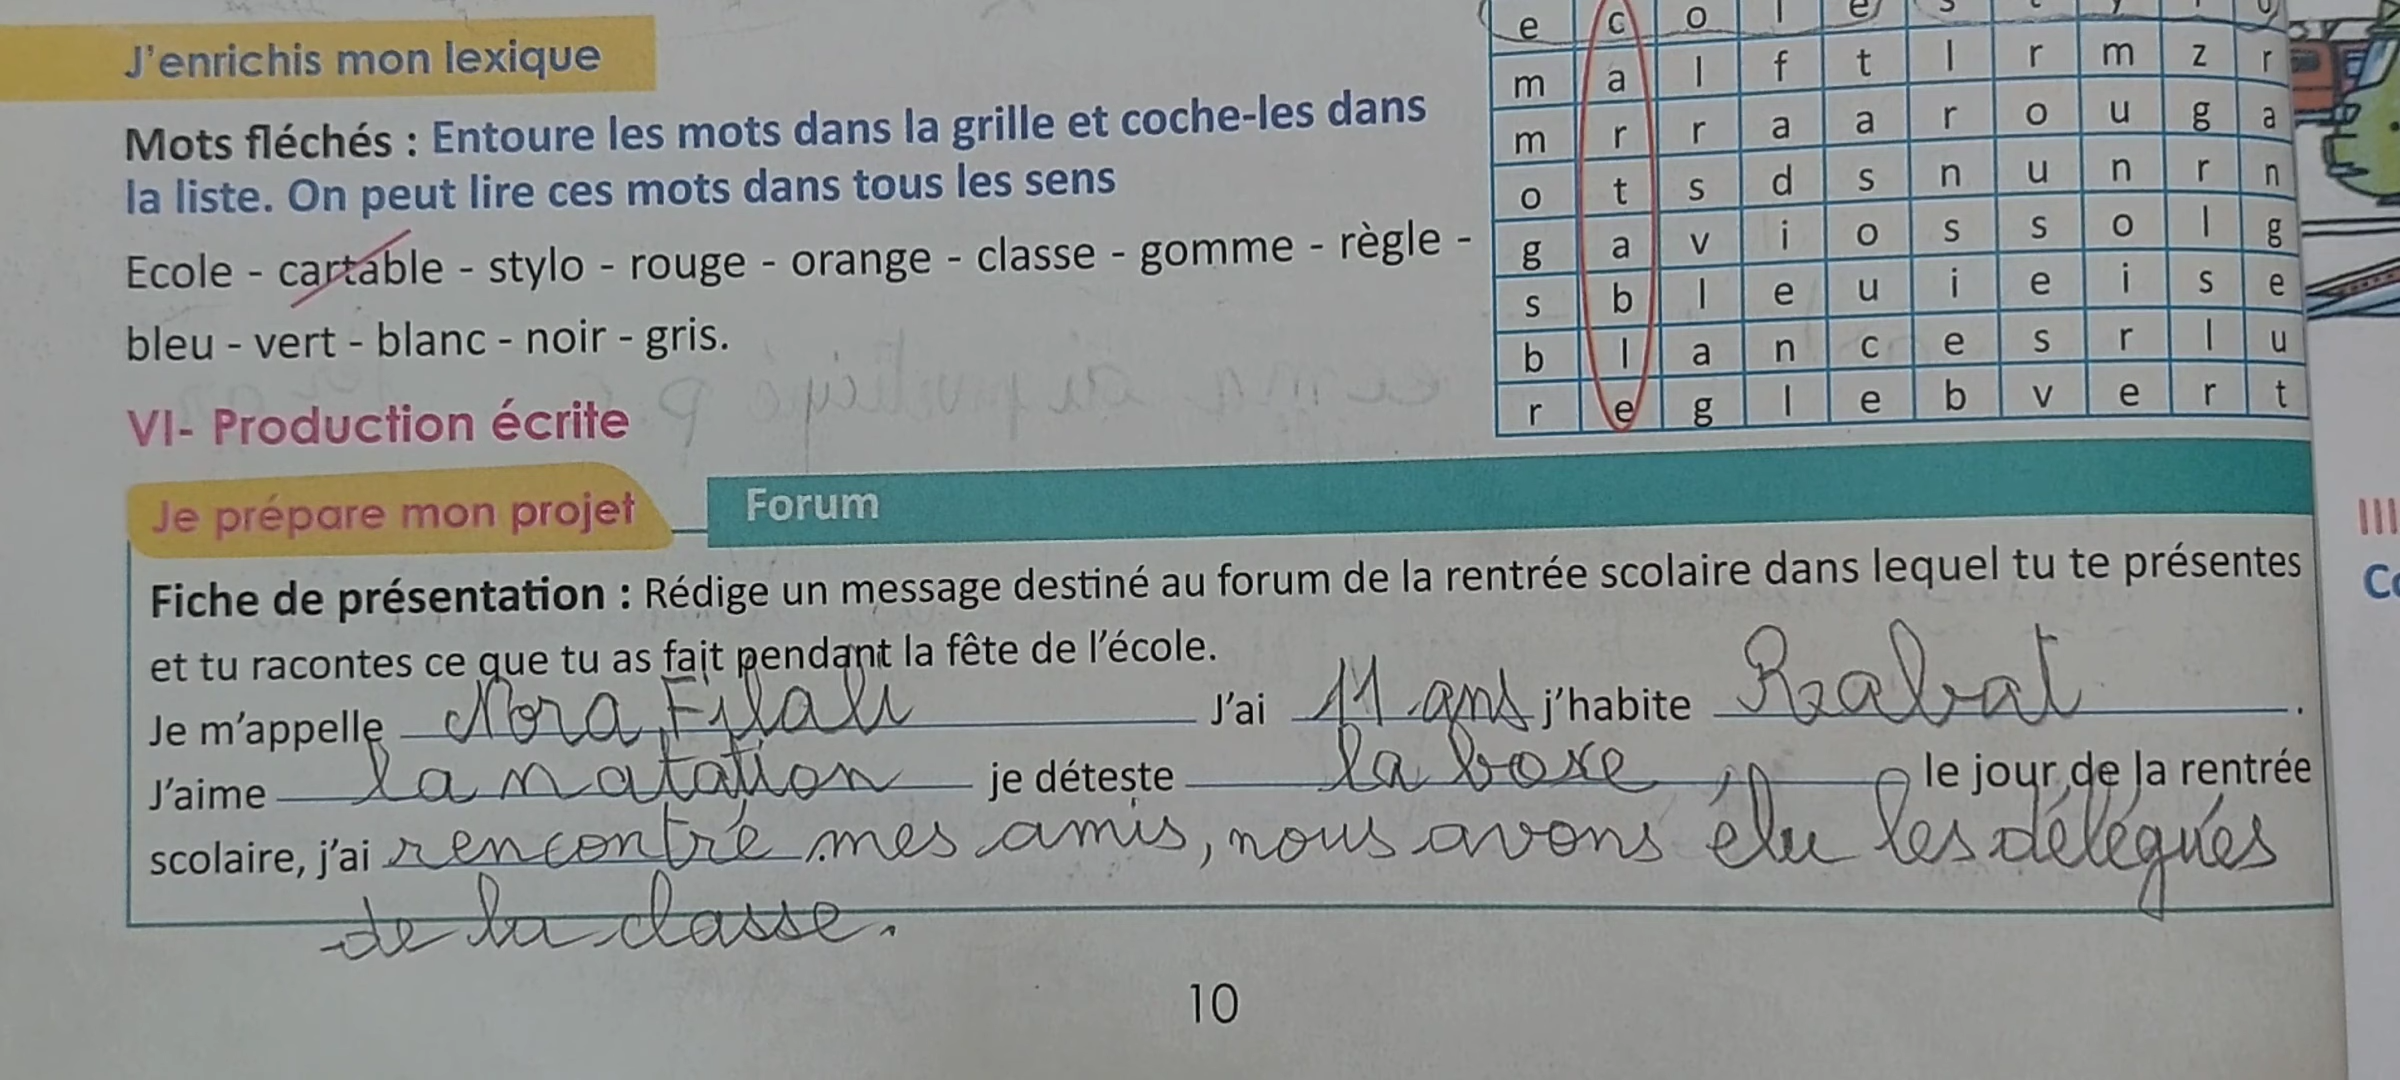 J'enrichis mon lexique
Mots fléchés : Entoure les mots dans la grille et coche-les dans
la liste. On peut lire ces mots dans tous les sens
Ecole - cartable - stylo - rouge - orange - classe - gomme - règle -
bleu - vert - blanc - noir - gris.
e c o l e s t y l o
m a l f t l r m z r
m r r a a r o u g a
o t s d s n u n r n
g a v i o s s o l g
s b l e u i e i s e
b l a n c e s r l u
r e g l e b v e r t
VI- Production écrite
Je prépare mon projet
Forum
Fiche de présentation : Rédige un message destiné au forum de la rentrée scolaire dans lequel tu te présentes
et tu racontes ce que tu as fait pendant la fête de l'école.
Je m'appelle Nora Filali J'ai 11 ans j'habite Rabat .
J'aime la natation je déteste la boxe le jour de la rentrée
scolaire, j'ai rencontré mes amis, nous avons élu les délégués
de la classe.
10
III